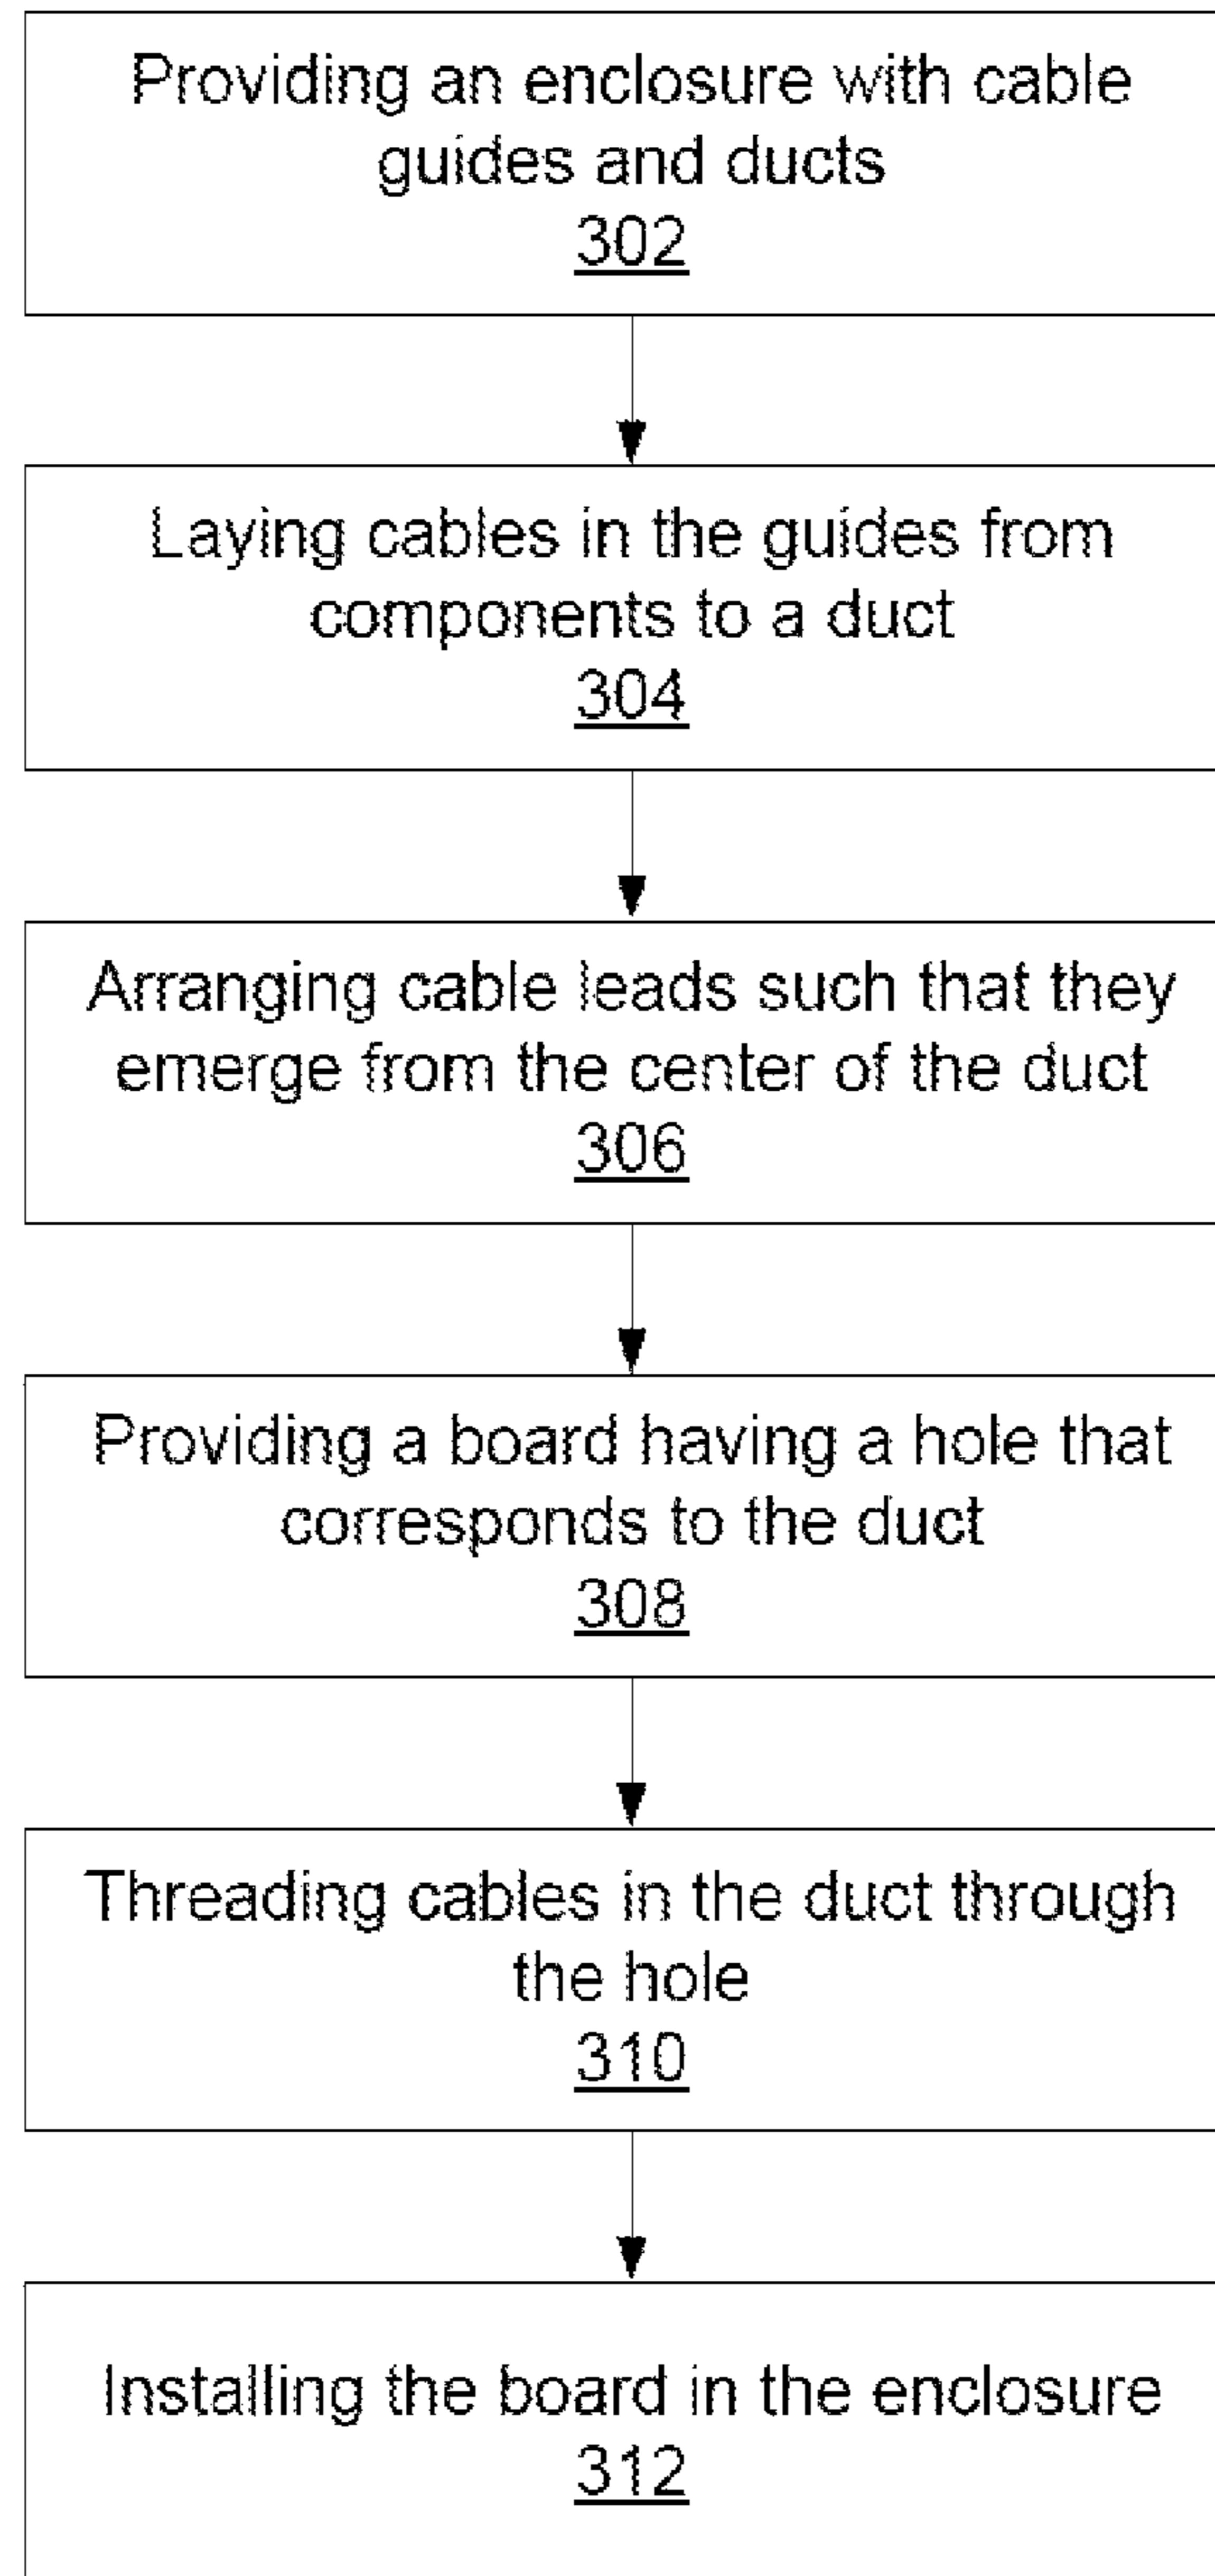 Providing an enclosure with cable
guides and ducts
302
Laying cables in the guides from
components to a duct
304
Arranging cable leads such that they
emerge from the center of the duct
306
Providing a board having a hole that
corresponds to the duct
308
Threading cables in the duct through
the hole
310
Installing the board in the enclosure
312